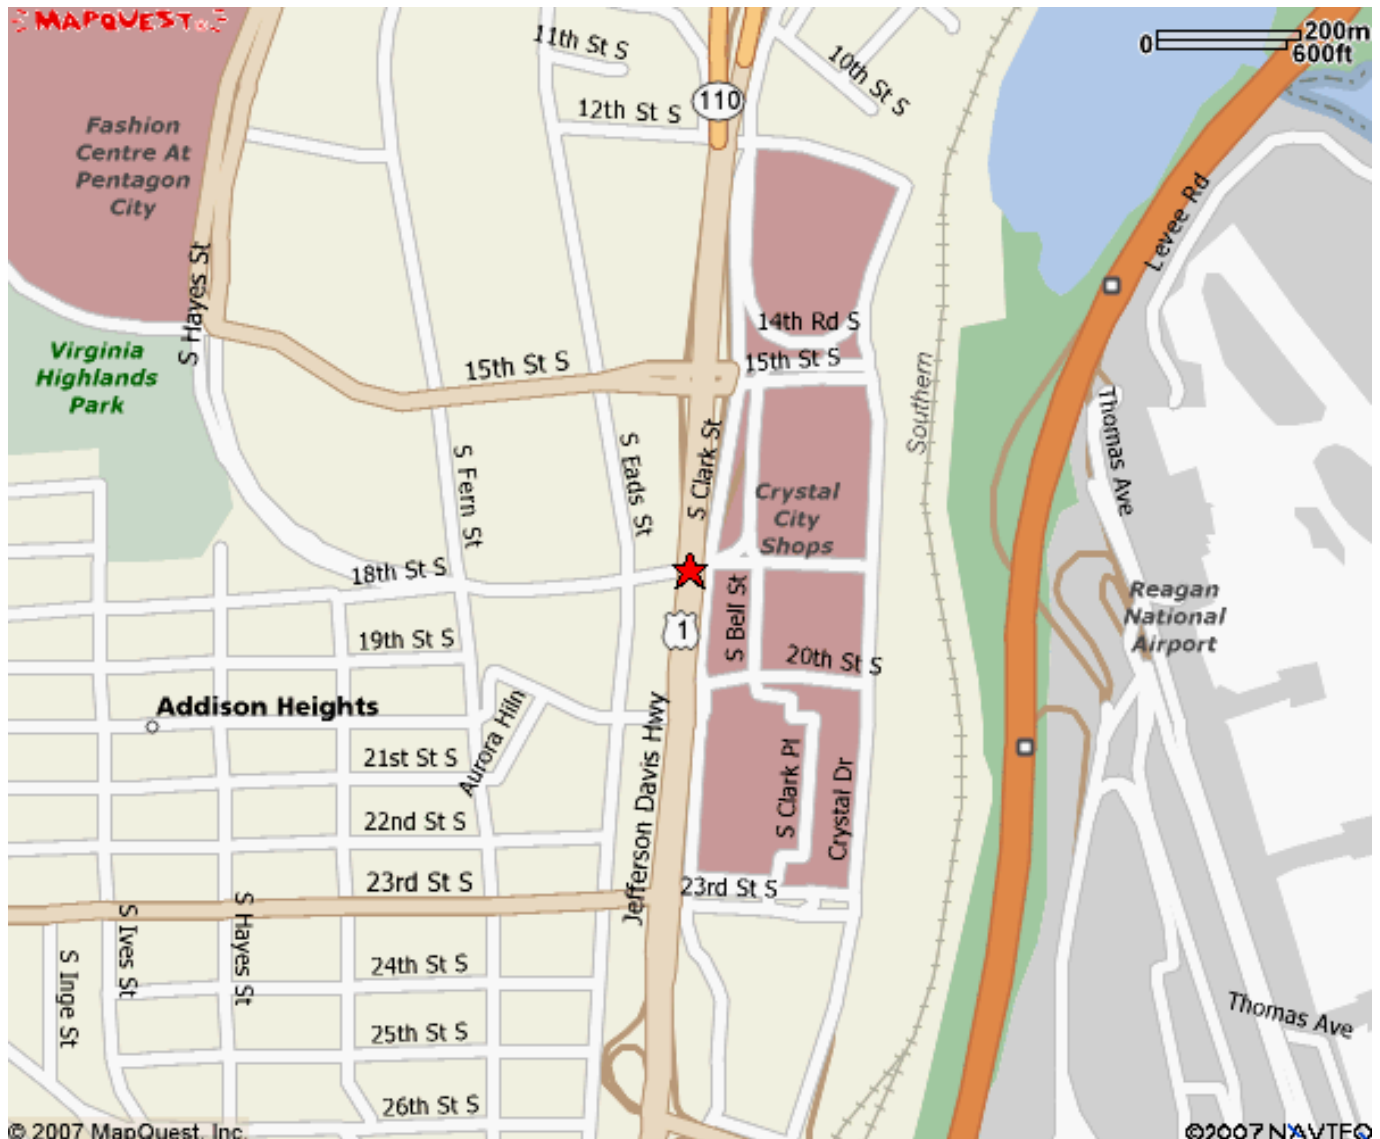 MAPQUEST
11th St S
0 200m
600ft
10th St S
110
12th St S
Fashion
Centre At
Pentagon
City
Levee Rd
S Hayes St
14th Rd S
Virginia
Highlands
Park
15th St S
15th St S
Southern
Thomas Ave
S Fern St
S Eads St
S Clark St
Crystal
City
Shops
18th St S
Reagan
National
Airport
S Bell St
1
19th St S
20th St S
Addison Heights
Aurora Hiln
Jefferson Davis Hwy
21st St S
S Clark Pl
Crystal Dr
22nd St S
23rd St S
23rd St S
S Ives St
S Hayes St
S Inge St
24th St S
25th St S
Thomas Ave
26th St S
© 2007 MapQuest, Inc.
©2007 NAVTEQ